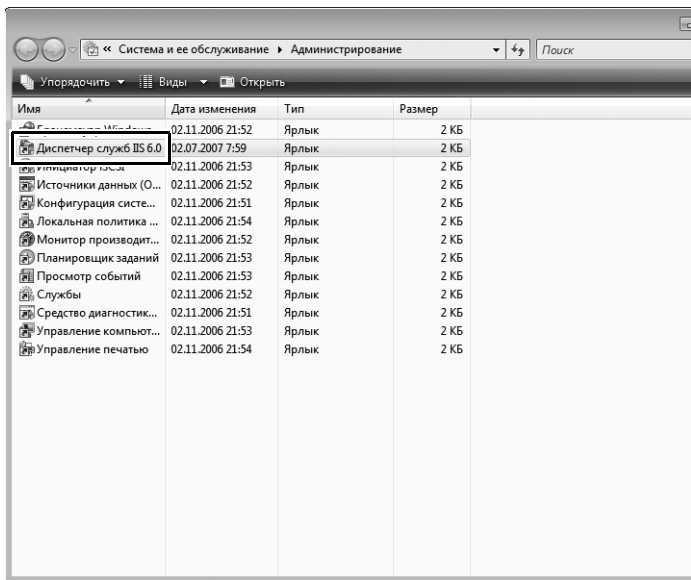 « Система и ее обслуживание Администрирование Поиск
Упорядочить Виды Открыть
Имя Дата изменения Тип Размер
02.11.2006 21:52 Ярлык 2 КБ
Диспетчер служб IIS 6.0 02.07.2007 7:59 Ярлык 2 КБ
Инициатор iSCSI 02.11.2006 21:53 Ярлык 2 КБ
Источники данных (O... 02.11.2006 21:52 Ярлык 2 КБ
Конфигурация систе... 02.11.2006 21:51 Ярлык 2 КБ
Локальная политика ... 02.11.2006 21:54 Ярлык 2 КБ
Монитор производит... 02.11.2006 21:52 Ярлык 2 КБ
Планировщик заданий 02.11.2006 21:53 Ярлык 2 КБ
Просмотр событий 02.11.2006 21:53 Ярлык 2 КБ
Службы 02.11.2006 21:52 Ярлык 2 КБ
Средство диагностик... 02.11.2006 21:51 Ярлык 2 КБ
Управление компьют... 02.11.2006 21:53 Ярлык 2 КБ
Управление печатью 02.11.2006 21:54 Ярлык 2 КБ